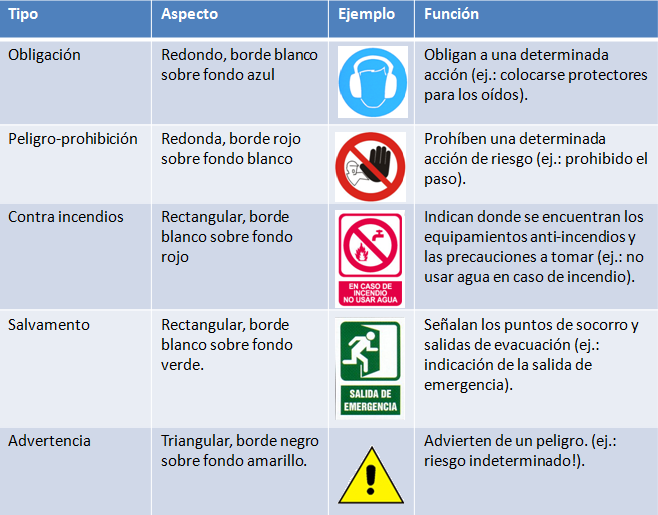 Tipo Aspecto Ejemplo Función
Obligación
Redondo, borde blanco
sobre fondo azul
Obligan a una determinada
acción (ej.: colocarse protectores
para los oídos).
Peligro-prohibición
Redonda, borde rojo
sobre fondo blanco
Prohíben una determinada
acción de riesgo (ej.: prohibido el
paso).
Contra incendios
Rectangular, borde
blanco sobre fondo
rojo
EN CASO DE
INCENDIO
NO USAR AGUA
Indican donde se encuentran los
equipamientos anti-incendios y
las precauciones a tomar (ej.: no
usar agua en caso de incendio).
Salvamento
Rectangular, borde
blanco sobre fondo
verde.
SALIDA DE
EMERGENCIA
Señalan los puntos de socorro y
salidas de evacuación (ej.:
indicación de la salida de
emergencia).
Advertencia
Triangular, borde negro
sobre fondo amarillo.
!
Advierten de un peligro. (ej.:
riesgo indeterminado!).